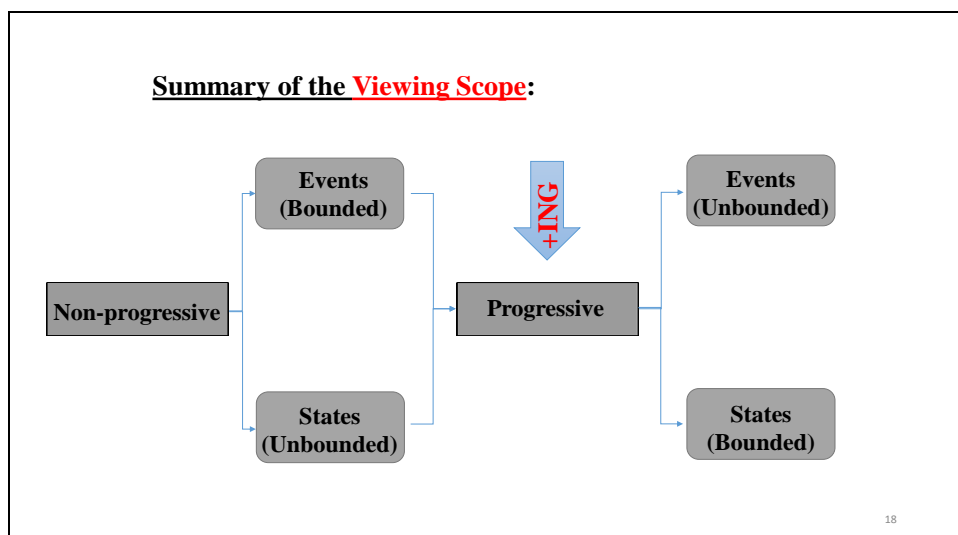 Summary of the Viewing Scope:
Events
(Bounded)
+ING
Events
(Unbounded)
Non-progressive
Progressive
States
(Unbounded)
States
(Bounded)
18